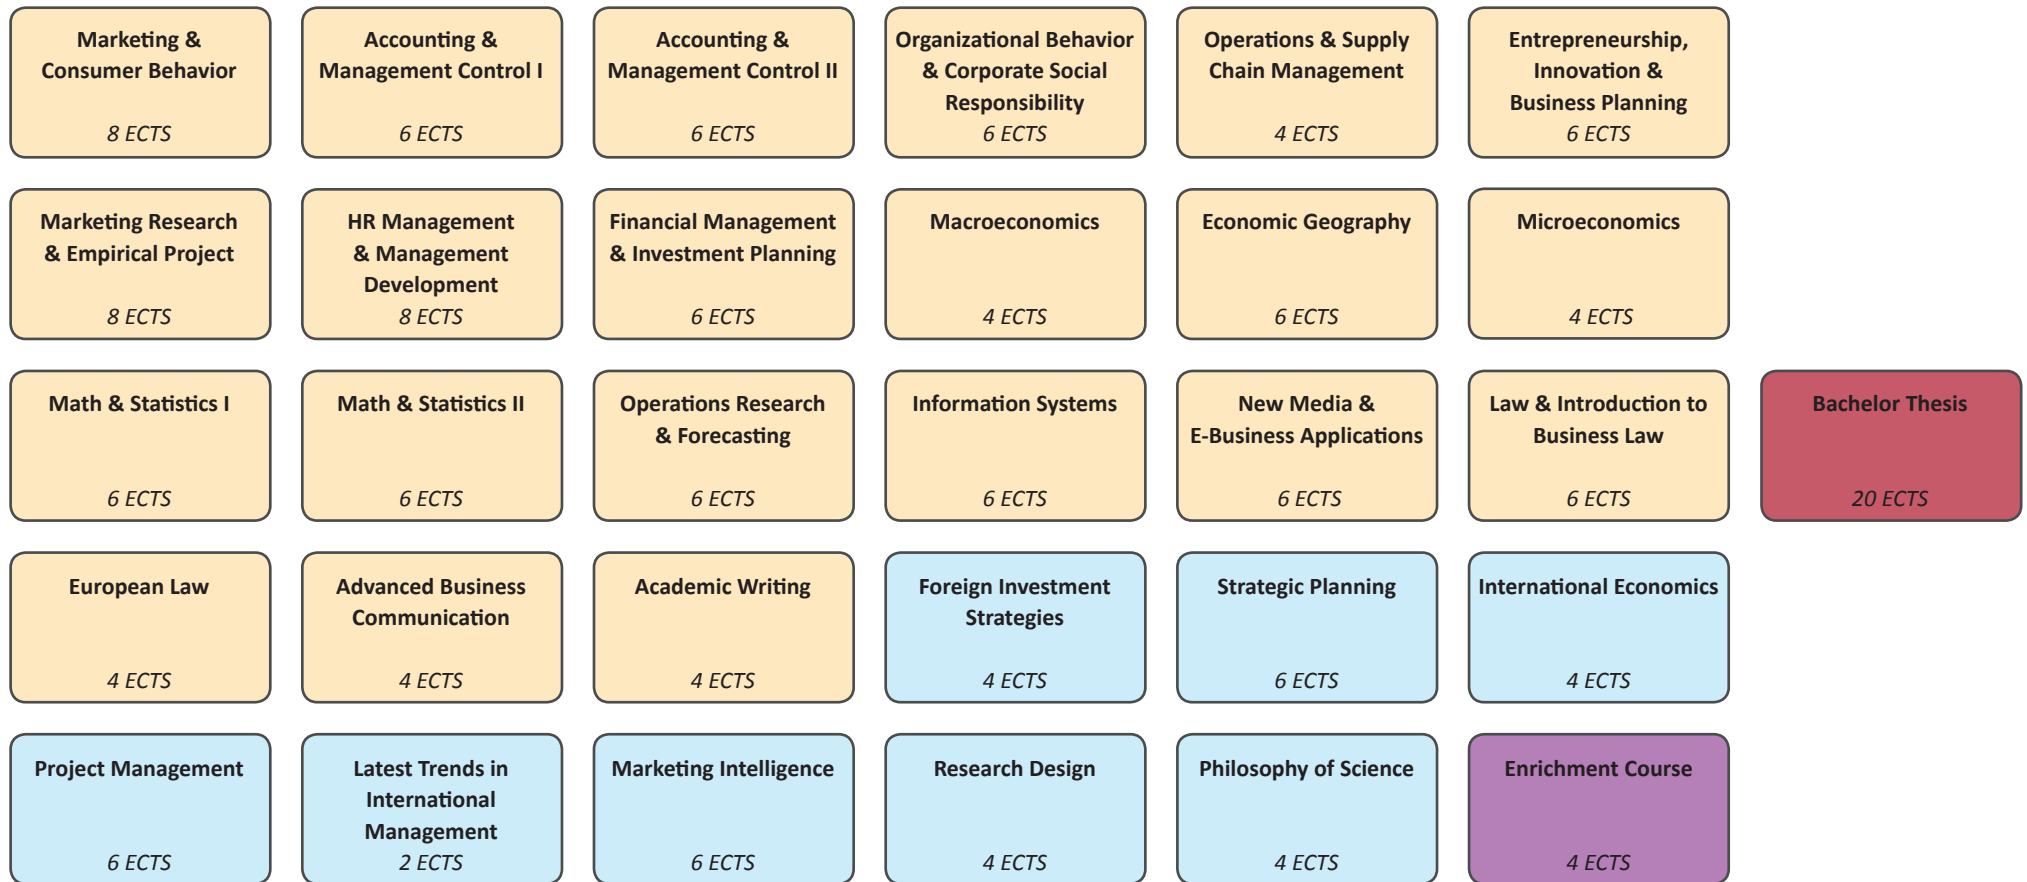 Marketing &
Consumer Behavior
8 ECTS
Accounting &
Management Control I
6 ECTS
Accounting &
Management Control II
6 ECTS
Organizational Behavior
& Corporate Social
Responsibility
6 ECTS
Operations & Supply
Chain Management
4 ECTS
Entrepreneurship,
Innovation &
Business Planning
6 ECTS
Marketing Research
& Empirical Project
8 ECTS
HR Management
& Management
Development
8 ECTS
Financial Management
& Investment Planning
6 ECTS
Macroeconomics
4 ECTS
Economic Geography
6 ECTS
Microeconomics
4 ECTS
Math & Statistics I
6 ECTS
Math & Statistics II
6 ECTS
Operations Research
& Forecasting
6 ECTS
Information Systems
6 ECTS
New Media &
E-Business Applications
6 ECTS
Law & Introduction to
Business Law
6 ECTS
Bachelor Thesis
20 ECTS
European Law
4 ECTS
Advanced Business
Communication
4 ECTS
Academic Writing
4 ECTS
Foreign Investment
Strategies
4 ECTS
Strategic Planning
6 ECTS
International Economics
4 ECTS
Project Management
6 ECTS
Latest Trends in
International
Management
2 ECTS
Marketing Intelligence
6 ECTS
Research Design
4 ECTS
Philosophy of Science
4 ECTS
Enrichment Course
4 ECTS